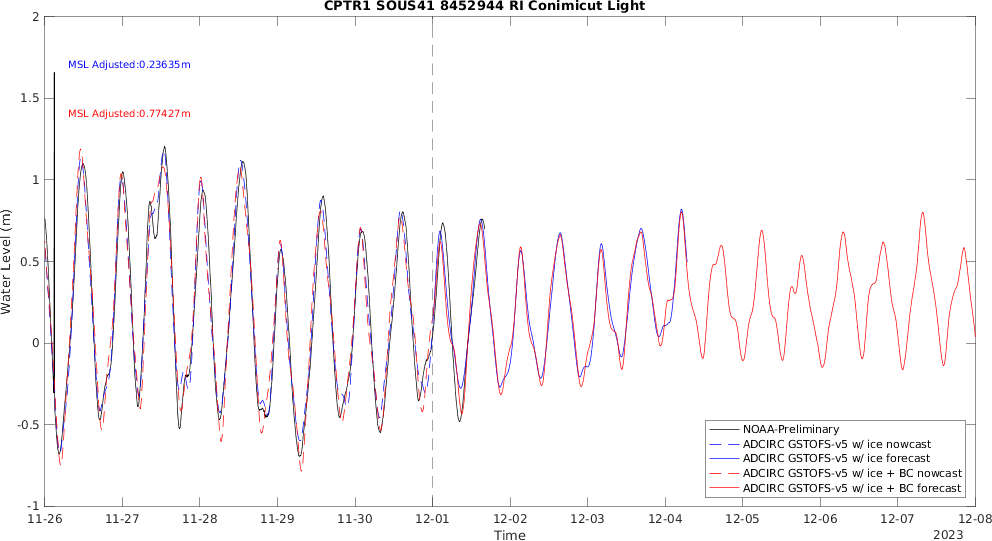 CPTR1 SOUS41 8452944 RI Conimicut Light
2
1.5
1
0.5
0
-0.5
-1
Water Level (m)
MSL Adjusted:0.23635m
MSL Adjusted:0.77427m
NOAA-Preliminary
ADCIRC GSTOFS-v5 w/ ice nowcast
ADCIRC GSTOFS-v5 w/ ice forecast
ADCIRC GSTOFS-v5 w/ ice + BC nowcast
ADCIRC GSTOFS-v5 w/ ice + BC forecast
11-26 11-27 11-28 11-29 11-30 12-01 12-02 12-03 12-04 12-05 12-06 12-07 12-08
Time
2023